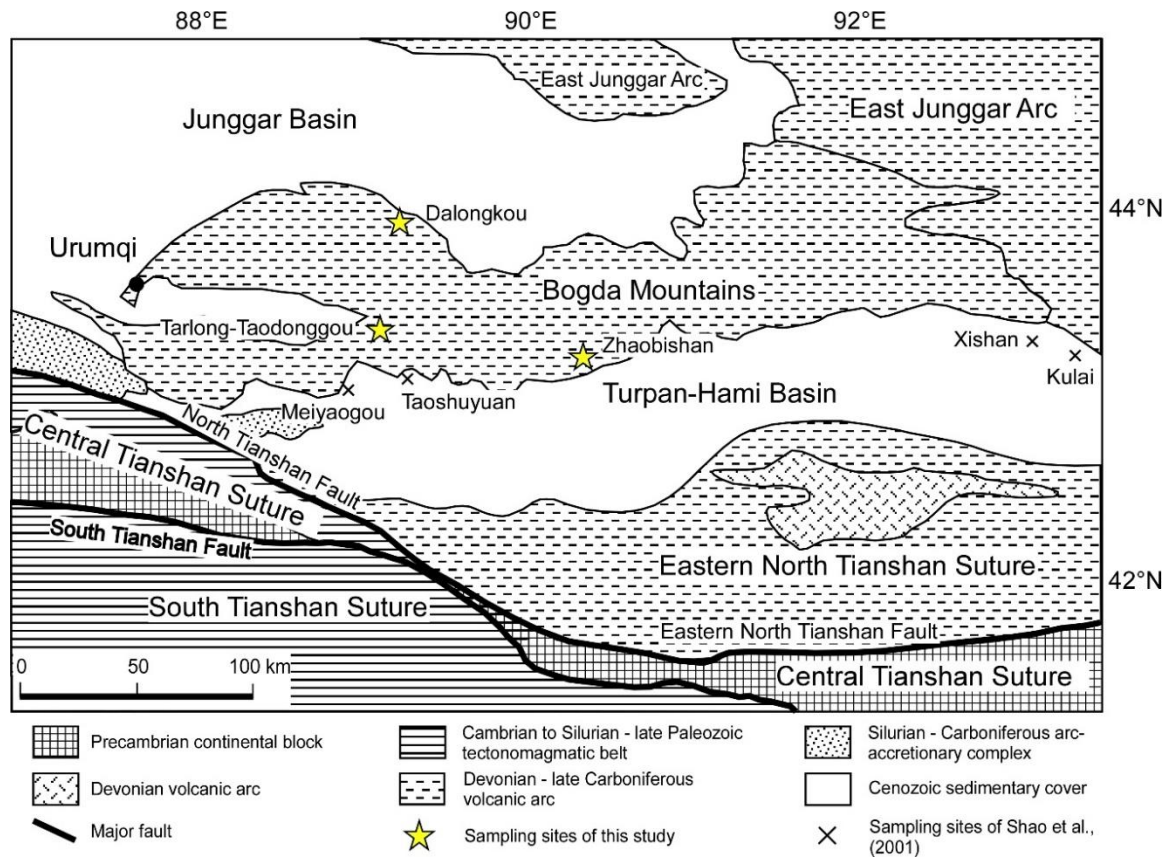 88°E
90°E
92°E
East Junggar Arc
East Junggar Arc
Junggar Basin
44°N
Dalongkou
Urumqi
Bogda Mountains
Tarlong-Taodonggou
Zhaobishan
Xishan
Kulai
Meiyaogou
Taoshuyuan
Turpan-Hami Basin
North Tianshan Fault
Central Tianshan Suture
South Tianshan Fault
Eastern North Tianshan Suture
42°N
South Tianshan Suture
Eastern North Tianshan Fault
0 50 100 km
Central Tianshan Suture
Precambrian continental block
Cambrian to Silurian - late Paleozoic
tectonomagmatic belt
Silurian - Carboniferous arc-
accretionary complex
Devonian volcanic arc
Devonian - late Carboniferous
volcanic arc
Cenozoic sedimentary cover
Major fault
Sampling sites of this study
Sampling sites of Shao et al.,
(2001)